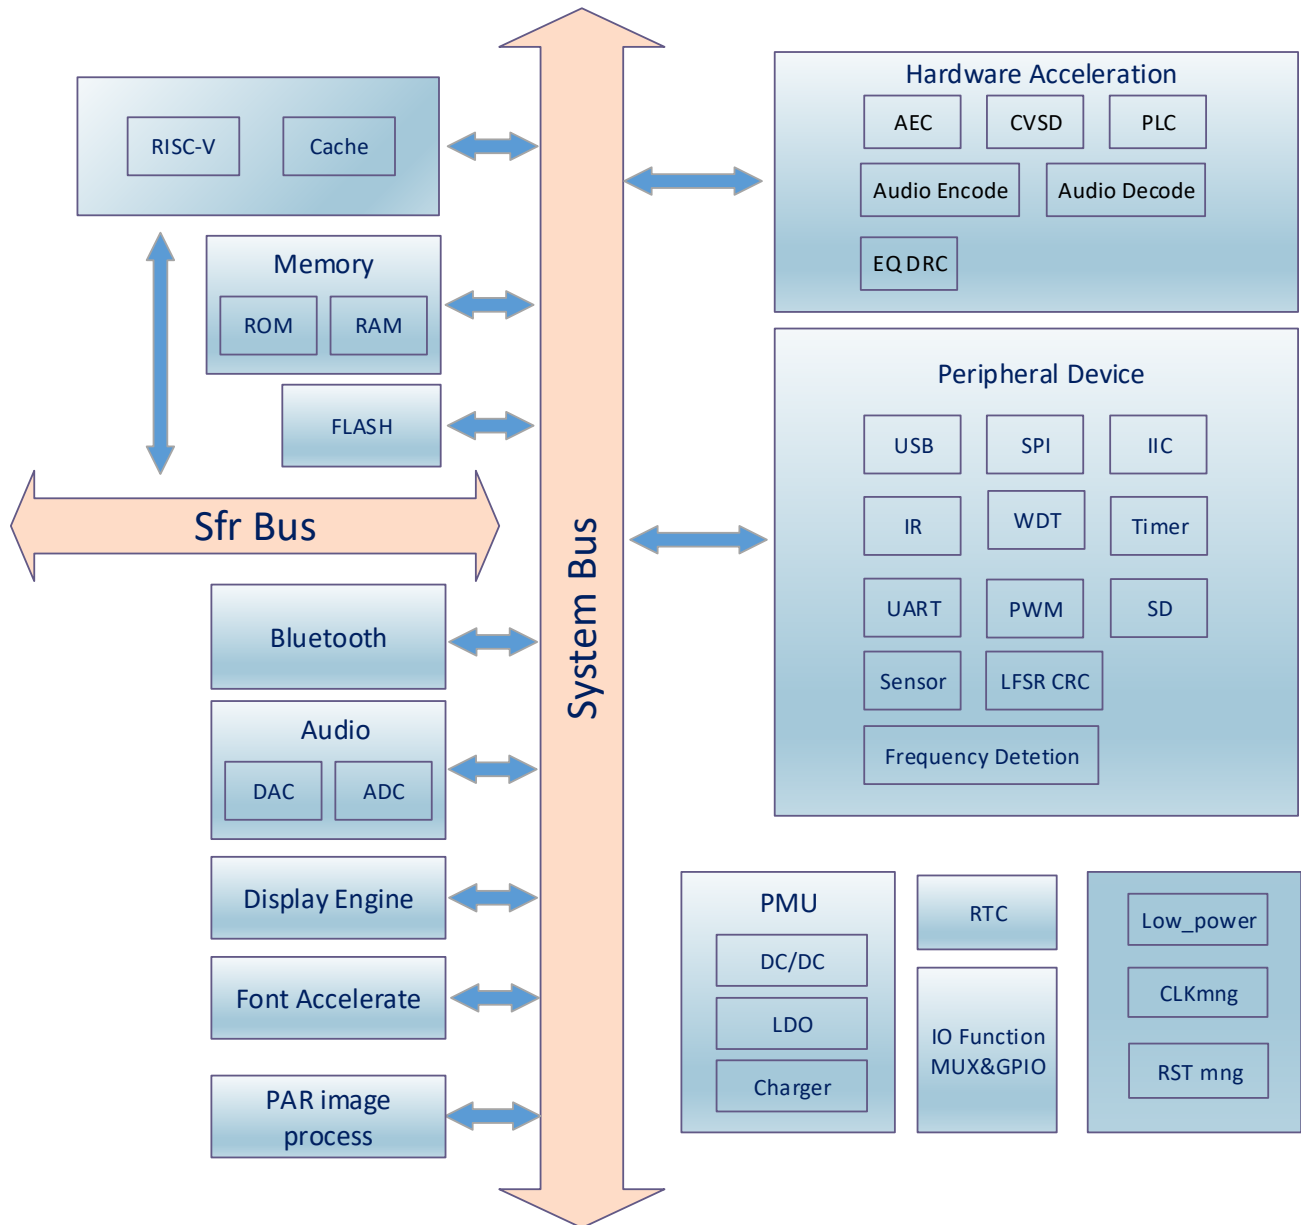 RISC-V
Cache
Memory
ROM
RAM
FLASH
Sfr Bus
Bluetooth
Audio
DAC
ADC
Display Engine
Font Accelerate
PAR image
process
System Bus
Hardware Acceleration
AEC
CVSD
PLC
Audio Encode
Audio Decode
EQ DRC
Peripheral Device
USB
SPI
IIC
IR
WDT
Timer
UART
PWM
SD
Sensor
LFSR CRC
Frequency Detetion
PMU
DC/DC
LDO
Charger
RTC
IO Function
MUX&GPIO
Low_power
CLKmng
RST mng